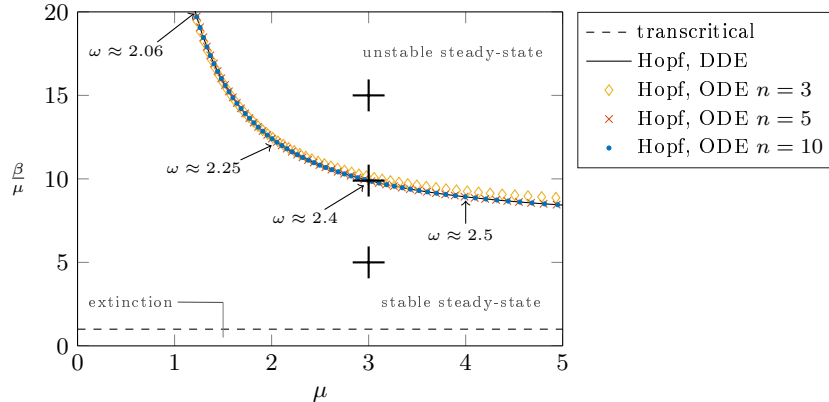 20
15
10
5
0
β/μ
0 1 2 3 4 5
μ
ω ≈ 2.06
unstable steady-state
ω ≈ 2.25
ω ≈ 2.4
ω ≈ 2.5
extinction
stable steady-state
transcritical
Hopf, DDE
Hopf, ODE n = 3
Hopf, ODE n = 5
Hopf, ODE n = 10